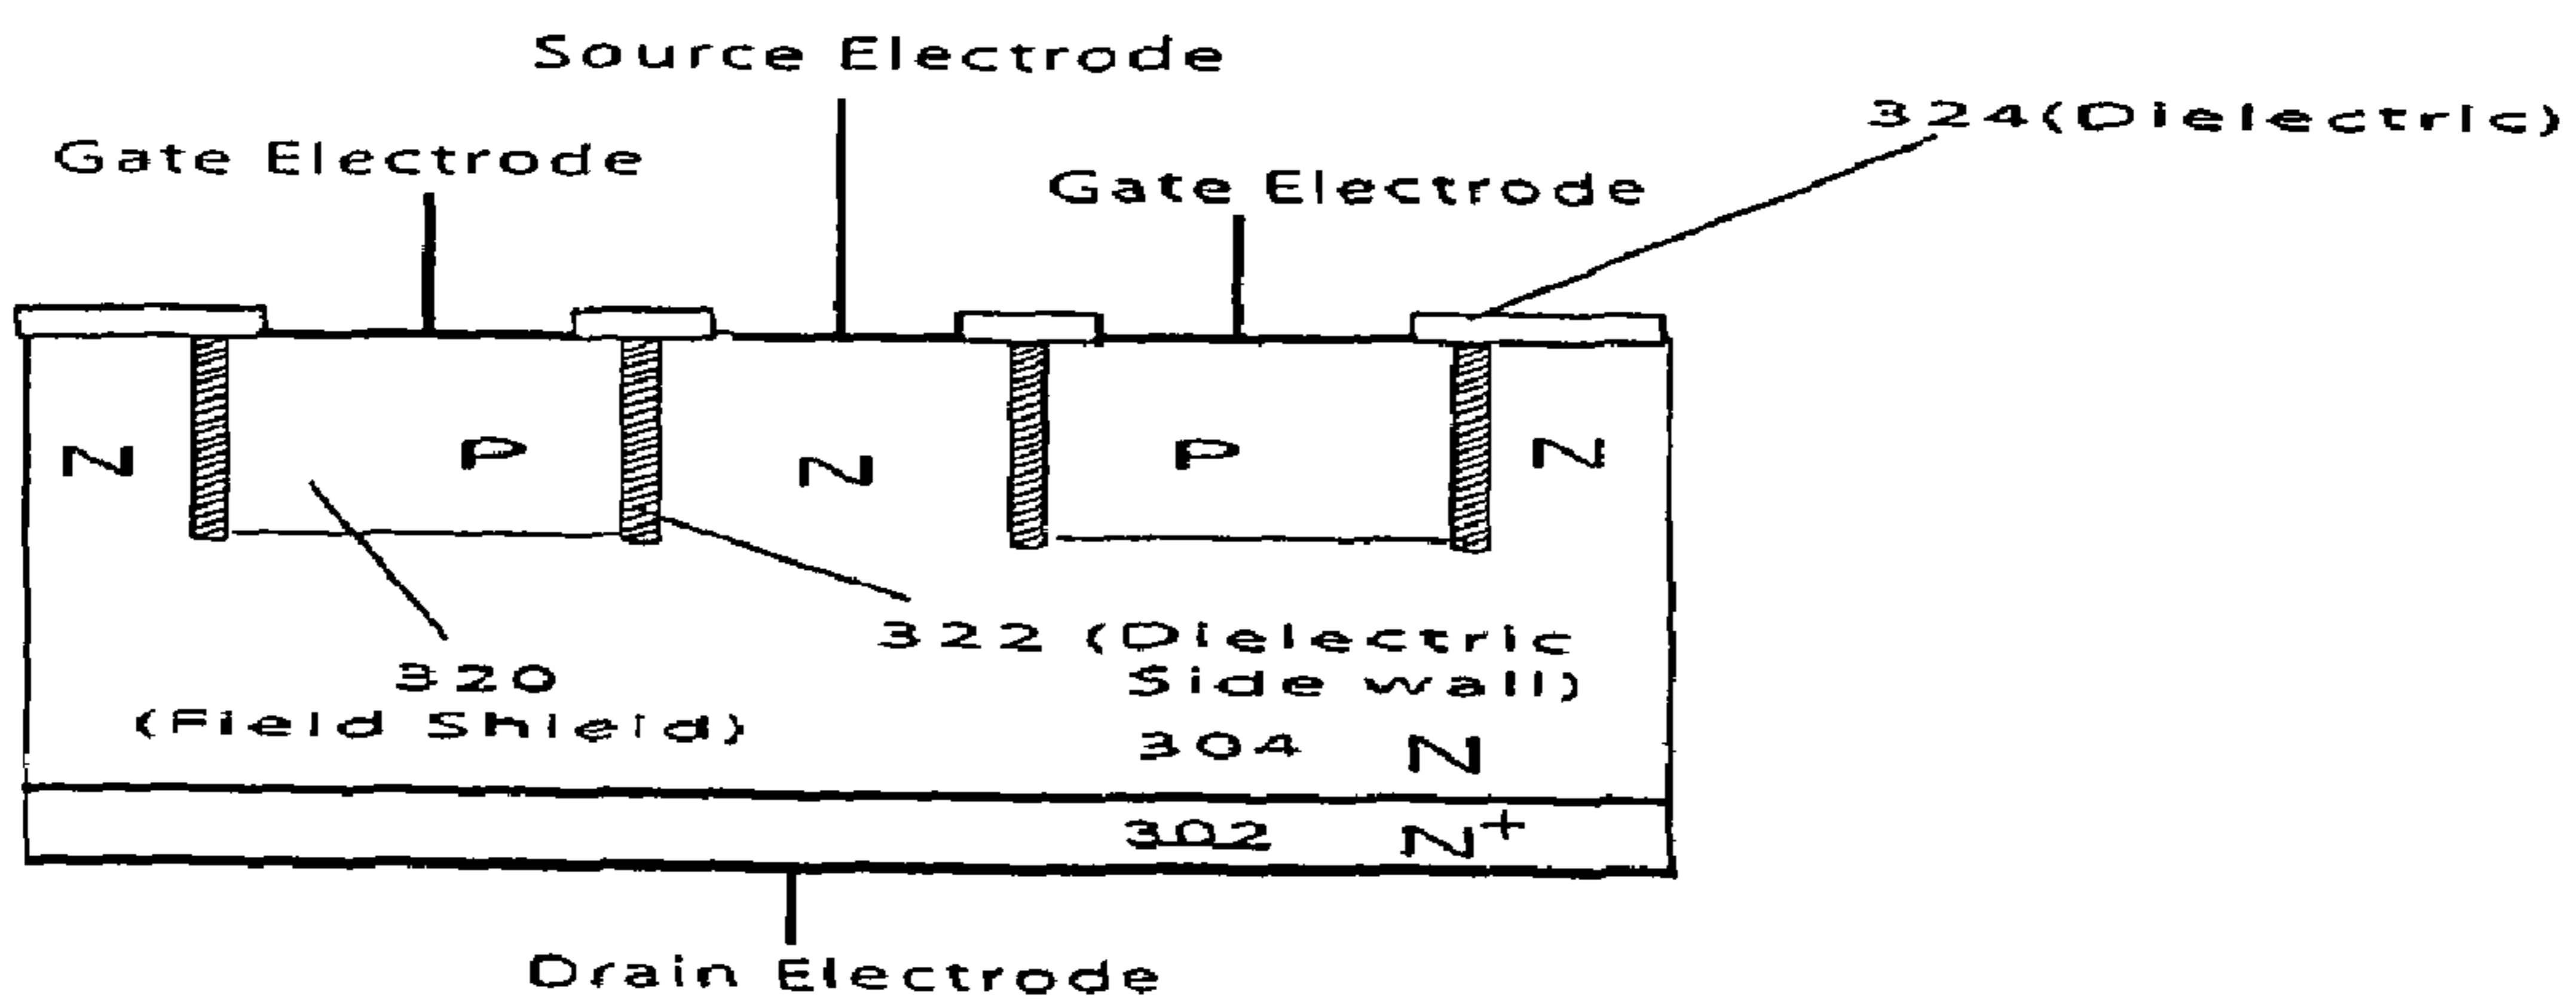 Source Electrode
324(Dielectric)
Gate Electrode
Gate Electrode
N
P
N
P
N
322 (Dielectric
Side wall)
320
(Field Shield)
304 N
302 N+
Drain Electrode